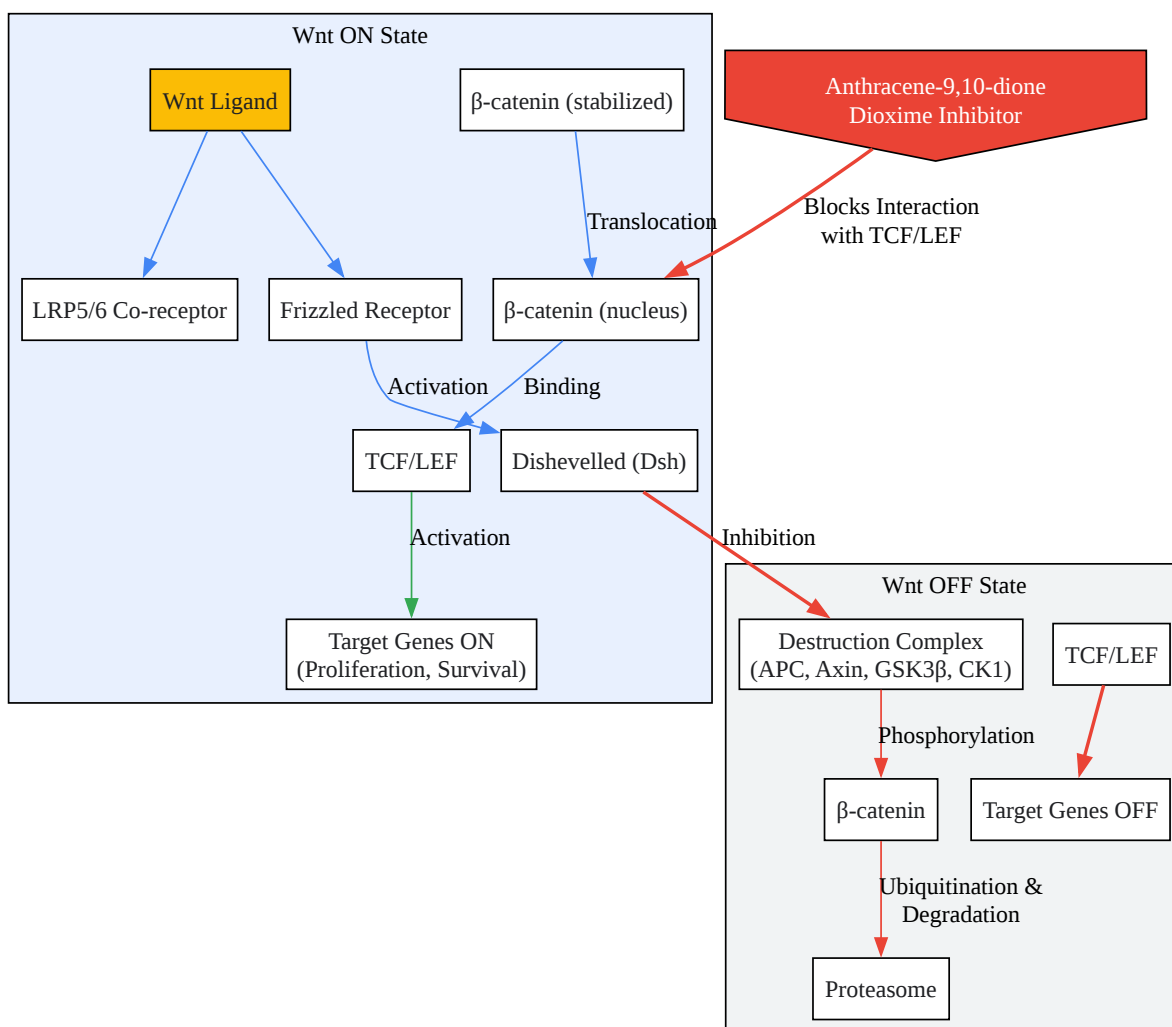 Wnt ON State
Wnt Ligand
β-catenin (stabilized)
Anthracene-9,10-dione
Dioxime Inhibitor
Translocation
Blocks Interaction
with TCF/LEF
LRP5/6 Co-receptor
Frizzled Receptor
β-catenin (nucleus)
Activation
Binding
TCF/LEF
Dishevelled (Dsh)
Activation
Inhibition
Target Genes ON
(Proliferation, Survival)
Wnt OFF State
Destruction Complex
(APC, Axin, GSK3β, CK1)
TCF/LEF
Phosphorylation
β-catenin
Target Genes OFF
Ubiquitination &
Degradation
Proteasome